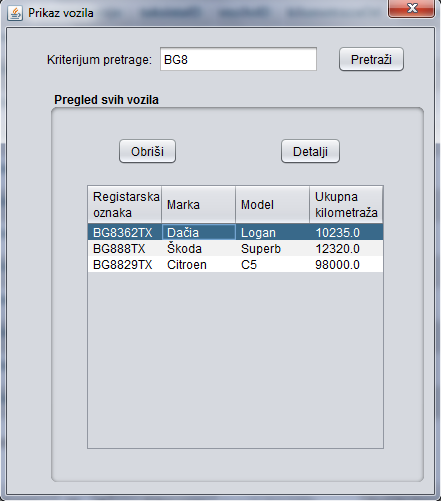 Prikaz vozila
Kriterijum pretrage: BG8 Pretraži
Pregled svih vozila
Obriši Detalji
Registarska oznaka Marka Model Ukupna kilometraža
BG8362TX Dačia Logan 10235.0
BG888TX Škoda Superb 12320.0
BG8829TX Citroen C5 98000.0